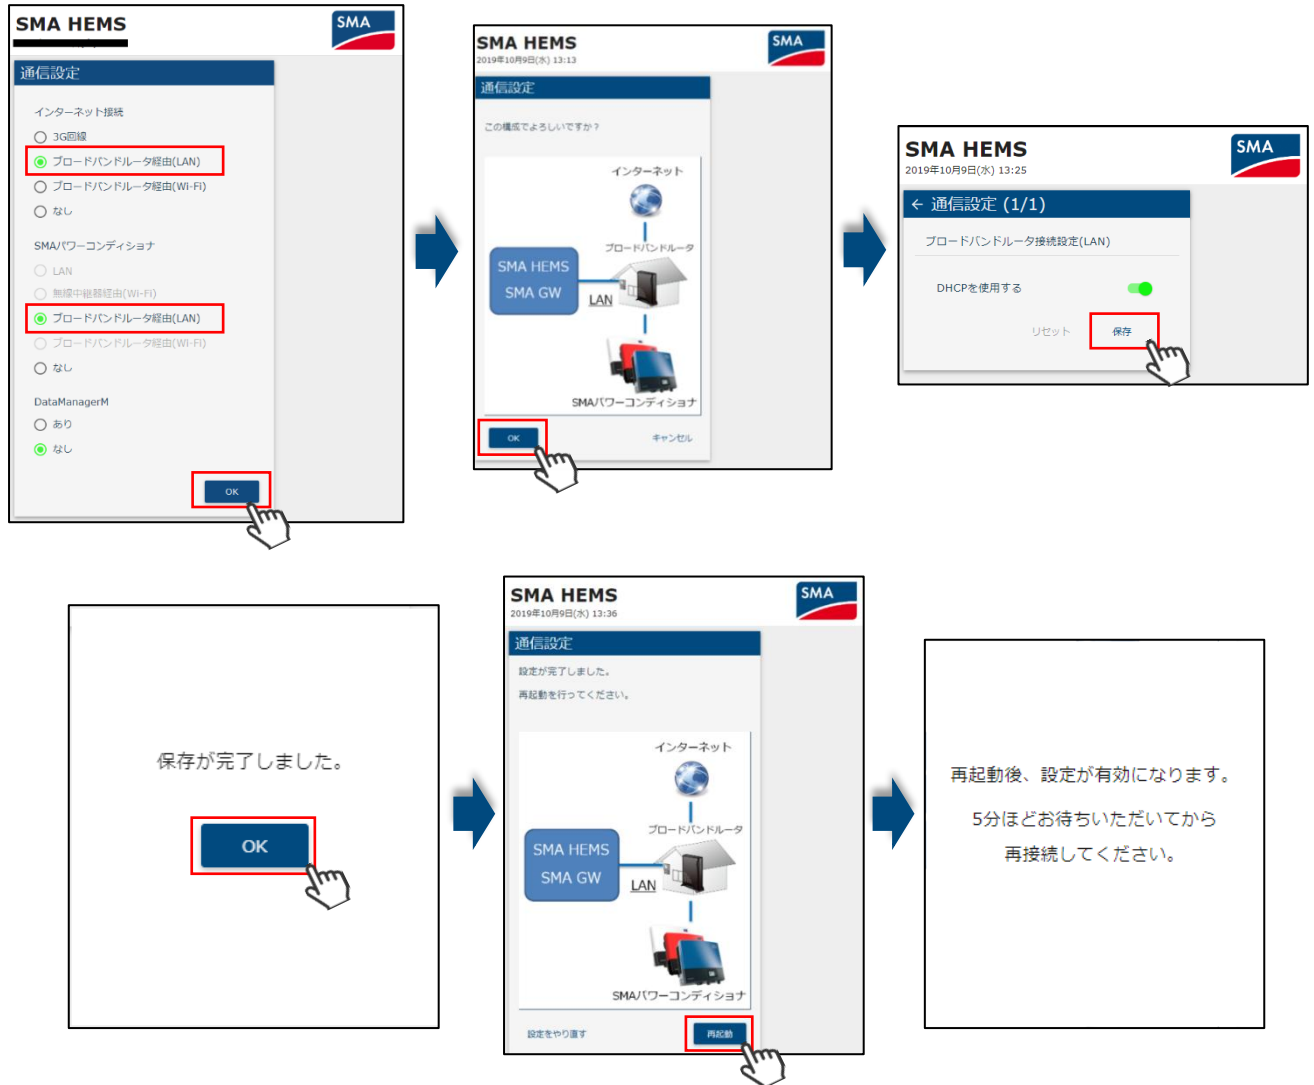 SMA HEMS
SMA
通信設定
インターネット接続
3G回線
ブロードバンドルータ経由(LAN)
ブロードバンドルータ経由(Wi-Fi)
なし
SMAパワーコンディショナ
LAN
無線中継器経由(Wi-Fi)
ブロードバンドルータ経由(LAN)
ブロードバンドルータ経由(Wi-Fi)
なし
DataManagerM
あり
なし
OK
SMA HEMS
2019年10月9日(水) 13:13
SMA
通信設定
この構成でよろしいですか？
インターネット
ブロードバンドルータ
SMA HEMS
SMA GW
LAN
SMAパワーコンディショナ
OK
キャンセル
SMA HEMS
2019年10月9日(水) 13:25
SMA
← 通信設定 (1/1)
ブロードバンドルータ接続設定(LAN)
DHCPを使用する
リセット
保存
保存が完了しました。
OK
SMA HEMS
2019年10月9日(水) 13:36
SMA
通信設定
設定が完了しました。
再起動を行ってください。
インターネット
ブロードバンドルータ
SMA HEMS
SMA GW
LAN
SMAパワーコンディショナ
設定をやり直す
再起動
再起動後、設定が有効になります。
5分ほどお待ちいただいてから
再接続してください。